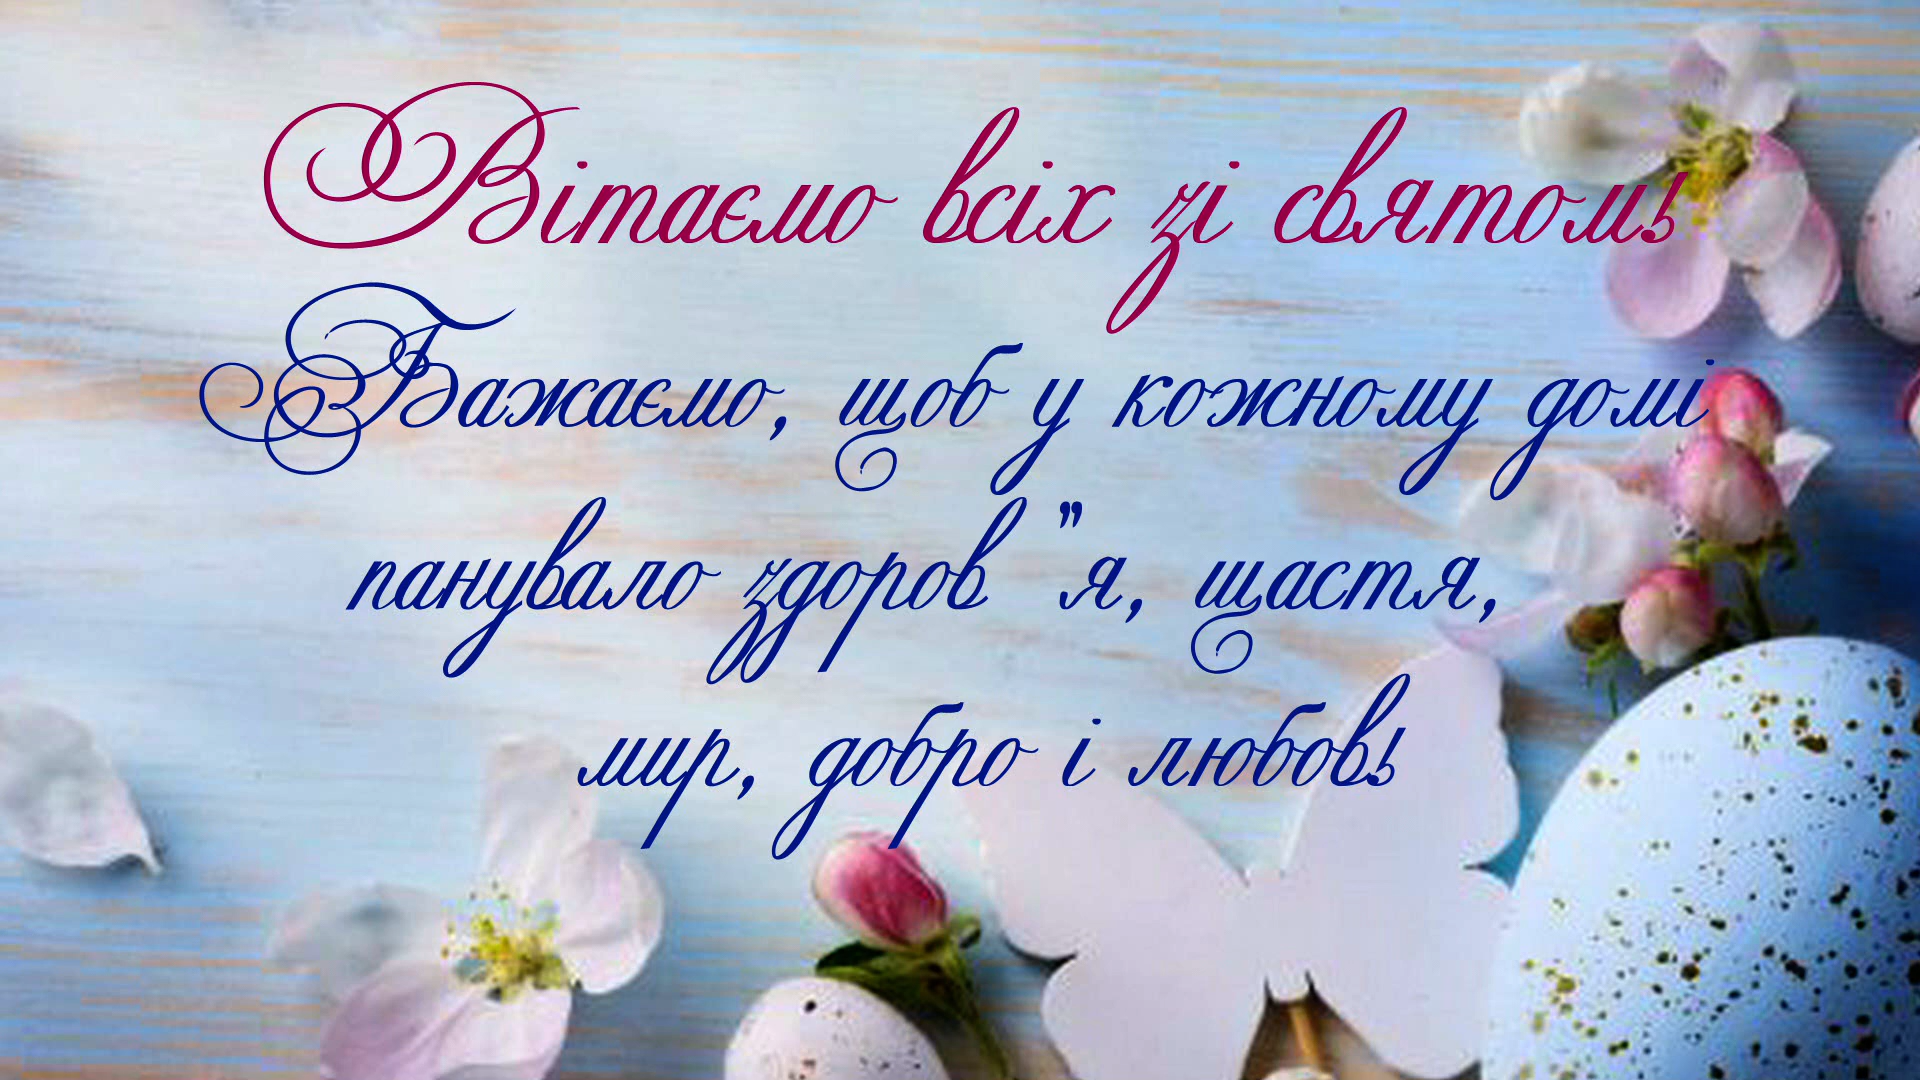 Вітаємо всіх зі святом!
Бажаємо, щоб у кожному домі
панувало здоров"я, щастя,
мир, добро і любов!